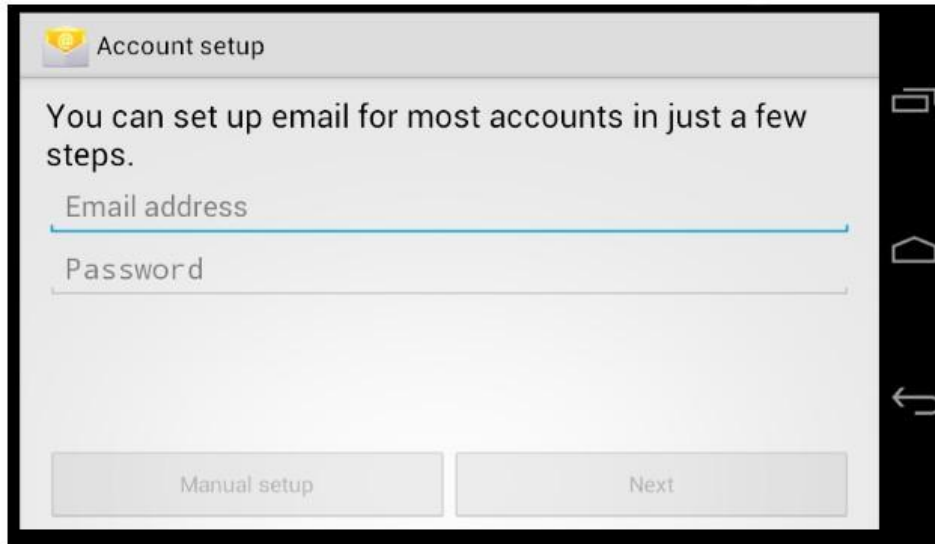 Account setup
You can set up email for most accounts in just a few
steps.
Email address
Password
Manual setup
Next